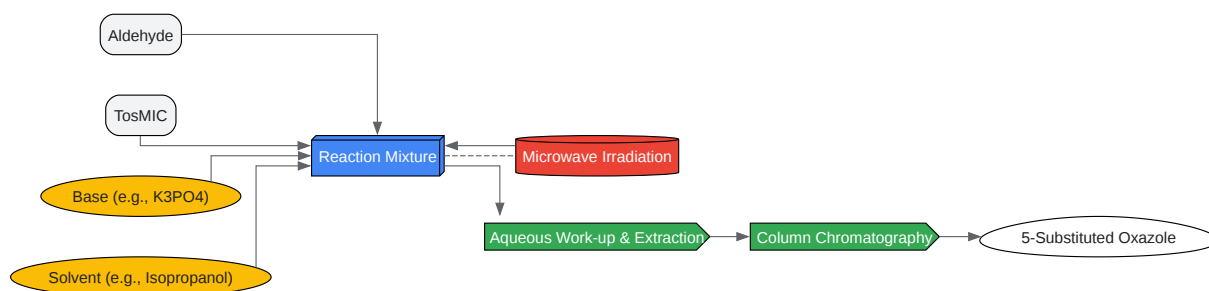 Aldehyde
TosMIC
Reaction Mixture
Microwave Irradiation
Base (e.g., K3PO4)
Aqueous Work-up & Extraction
Column Chromatography
5-Substituted Oxazole
Solvent (e.g., Isopropanol)